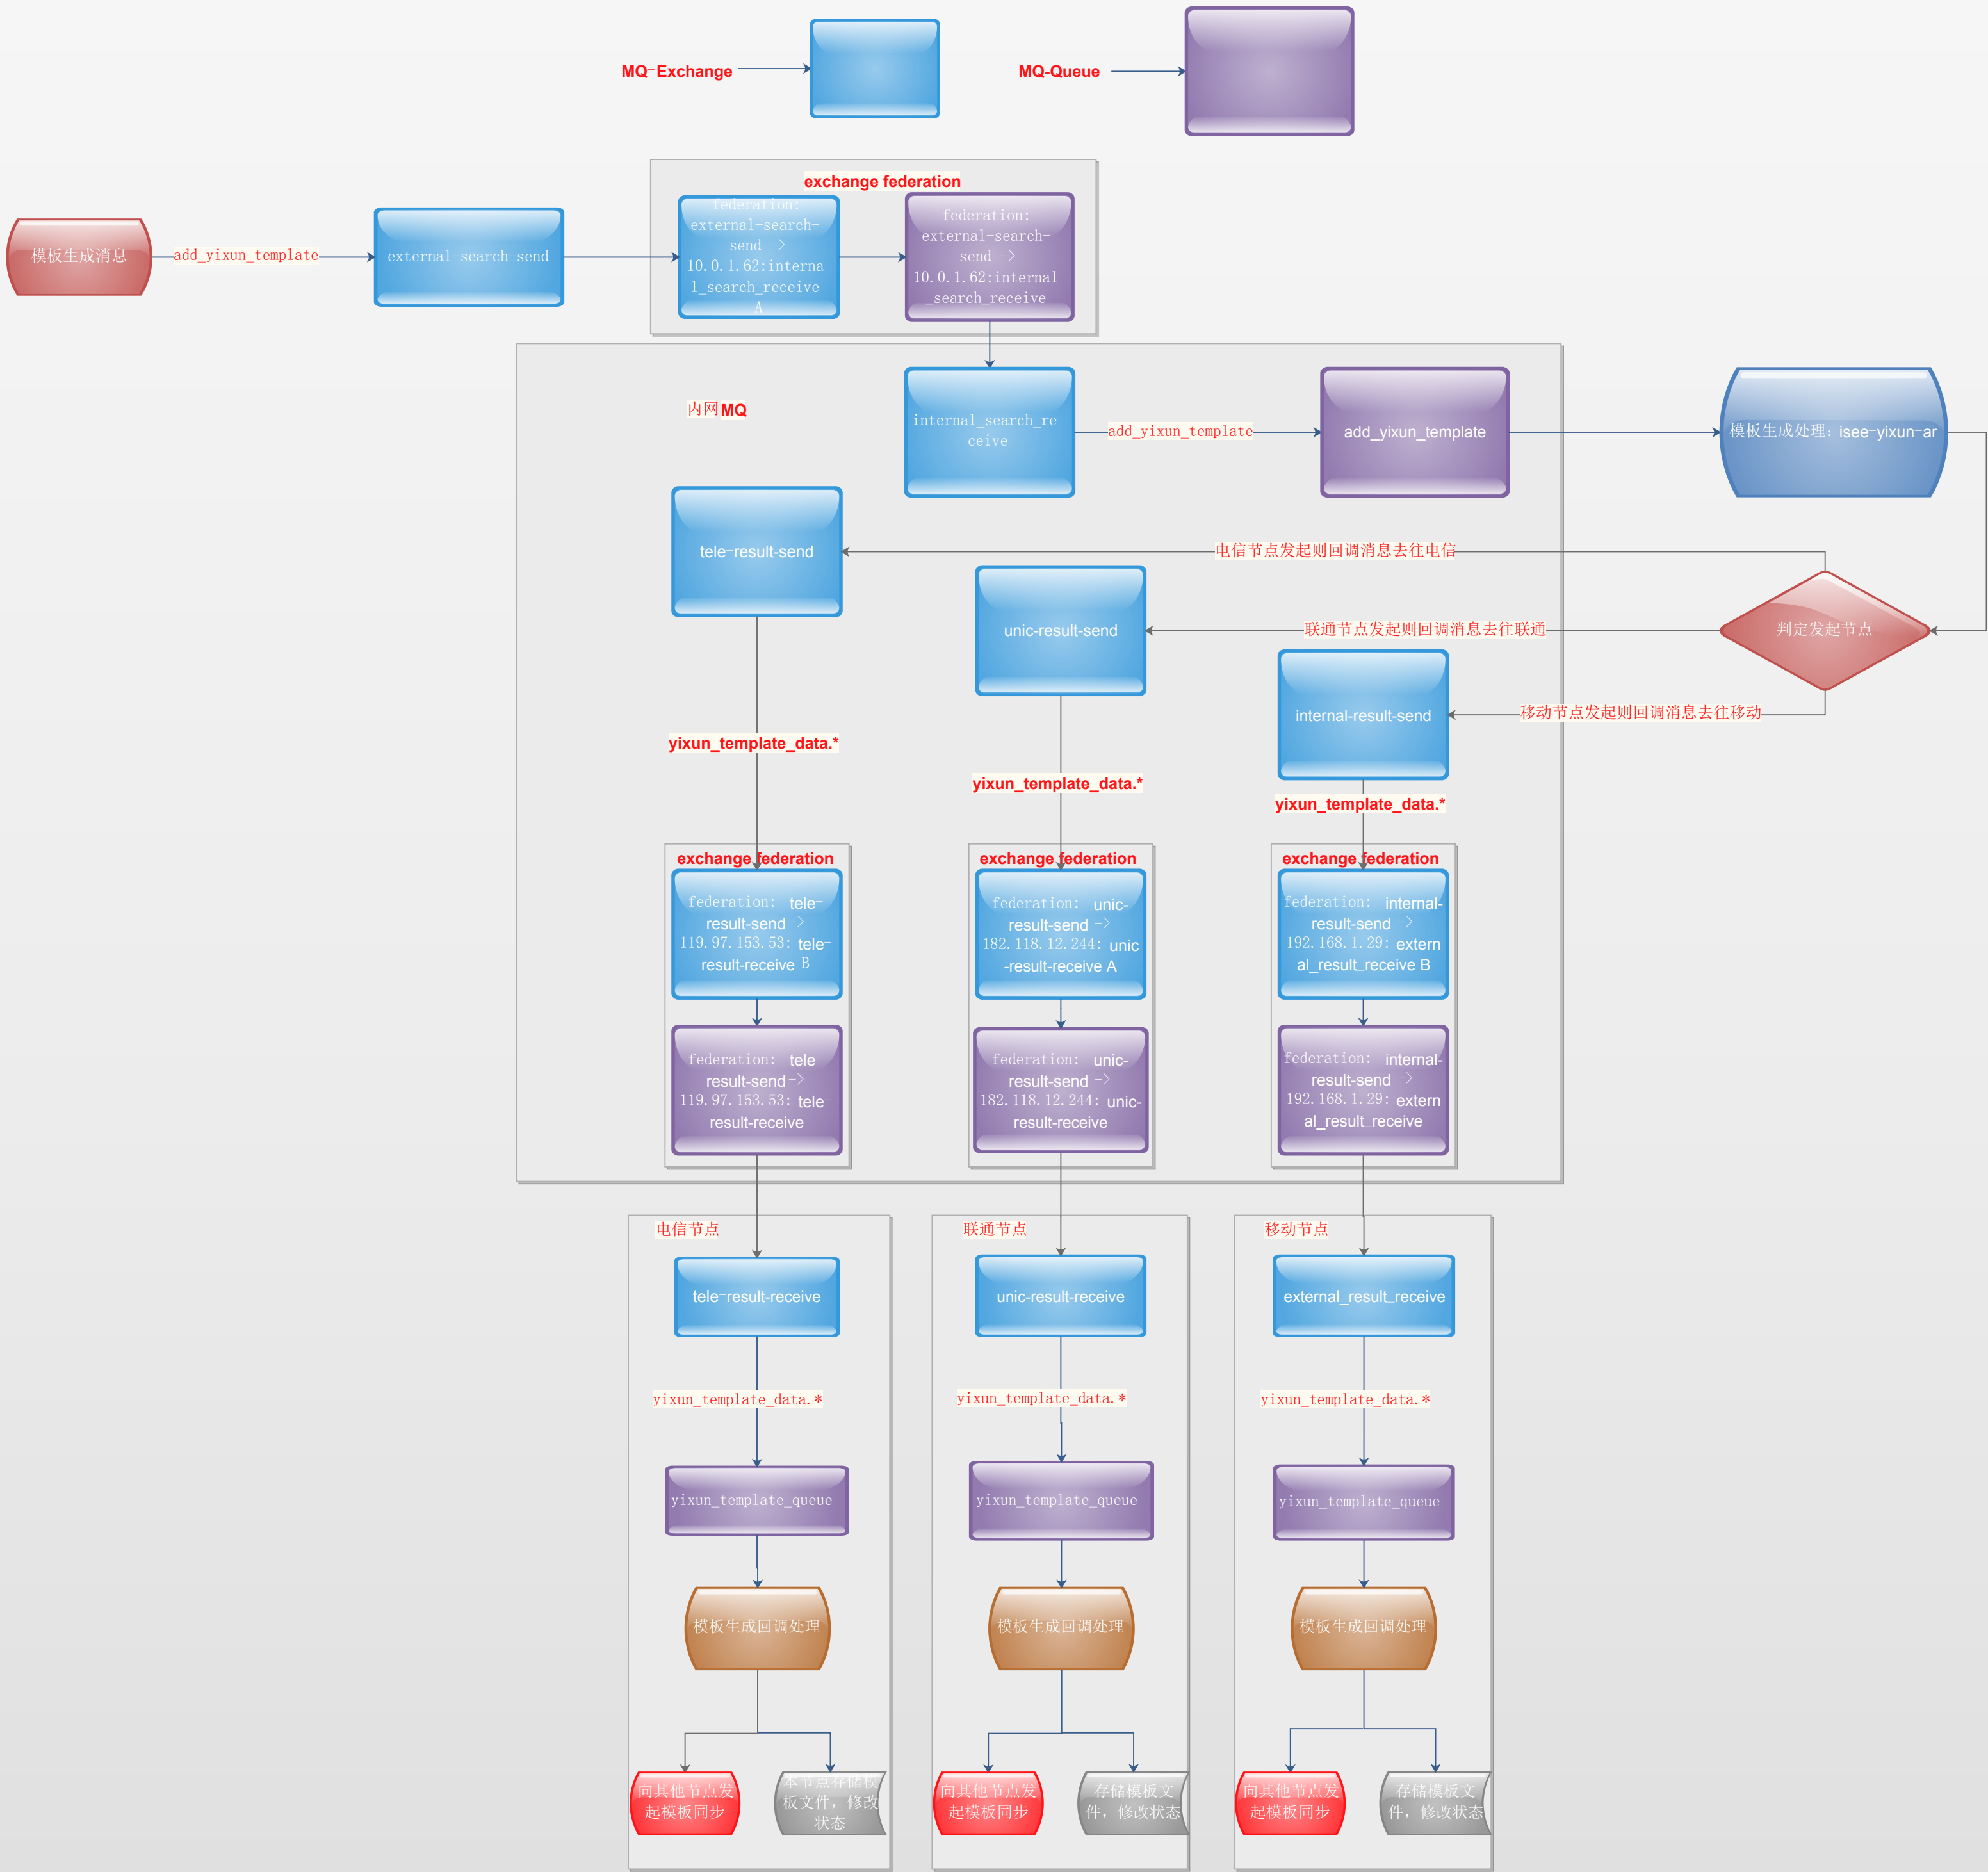 MQ-Exchange
MQ-Queue
exchange federation
模板生成消息
add_yixun_template
external-search-send
federation:
external-search-
send ->
10.0.1.62:interna
l_search_receive
A
federation:
external-search-
send ->
10.0.1.62:internal
_search_receive
内网MQ
internal_search_re
ceive
add_yixun_template
add_yixun_template
模板生成处理: isee-yixun-ar
tele-result-send
电信节点发起则回调消息去往电信
unic-result-send
联通节点发起则回调消息去往联通
判定发起节点
internal-result-send
移动节点发起则回调消息去往移动
yixun_template_data.*
yixun_template_data.*
yixun_template_data.*
exchange federation
federation: tele-
result-send ->
119.97.153.53: tele-
result-receive B
federation: tele-
result-send ->
119.97.153.53: tele-
result-receive
exchange federation
federation: unic-
result-send ->
182.118.12.244: unic
-result-receive A
federation: unic-
result-send ->
182.118.12.244: unic-
result-receive
exchange federation
federation: internal-
result-send ->
192.168.1.29: extern
al_result_receive B
federation: internal-
result-send ->
192.168.1.29: extern
al_result_receive
电信节点
tele-result-receive
yixun_template_data.*
yixun_template_queue
模板生成回调处理
向其他节点发
起模板同步
本节点存储模
板文件，修改
状态
联通节点
unic-result-receive
yixun_template_data.*
yixun_template_queue
模板生成回调处理
向其他节点发
起模板同步
存储模板文
件，修改状态
移动节点
external_result_receive
yixun_template_data.*
yixun_template_queue
模板生成回调处理
向其他节点发
起模板同步
存储模板文
件，修改状态